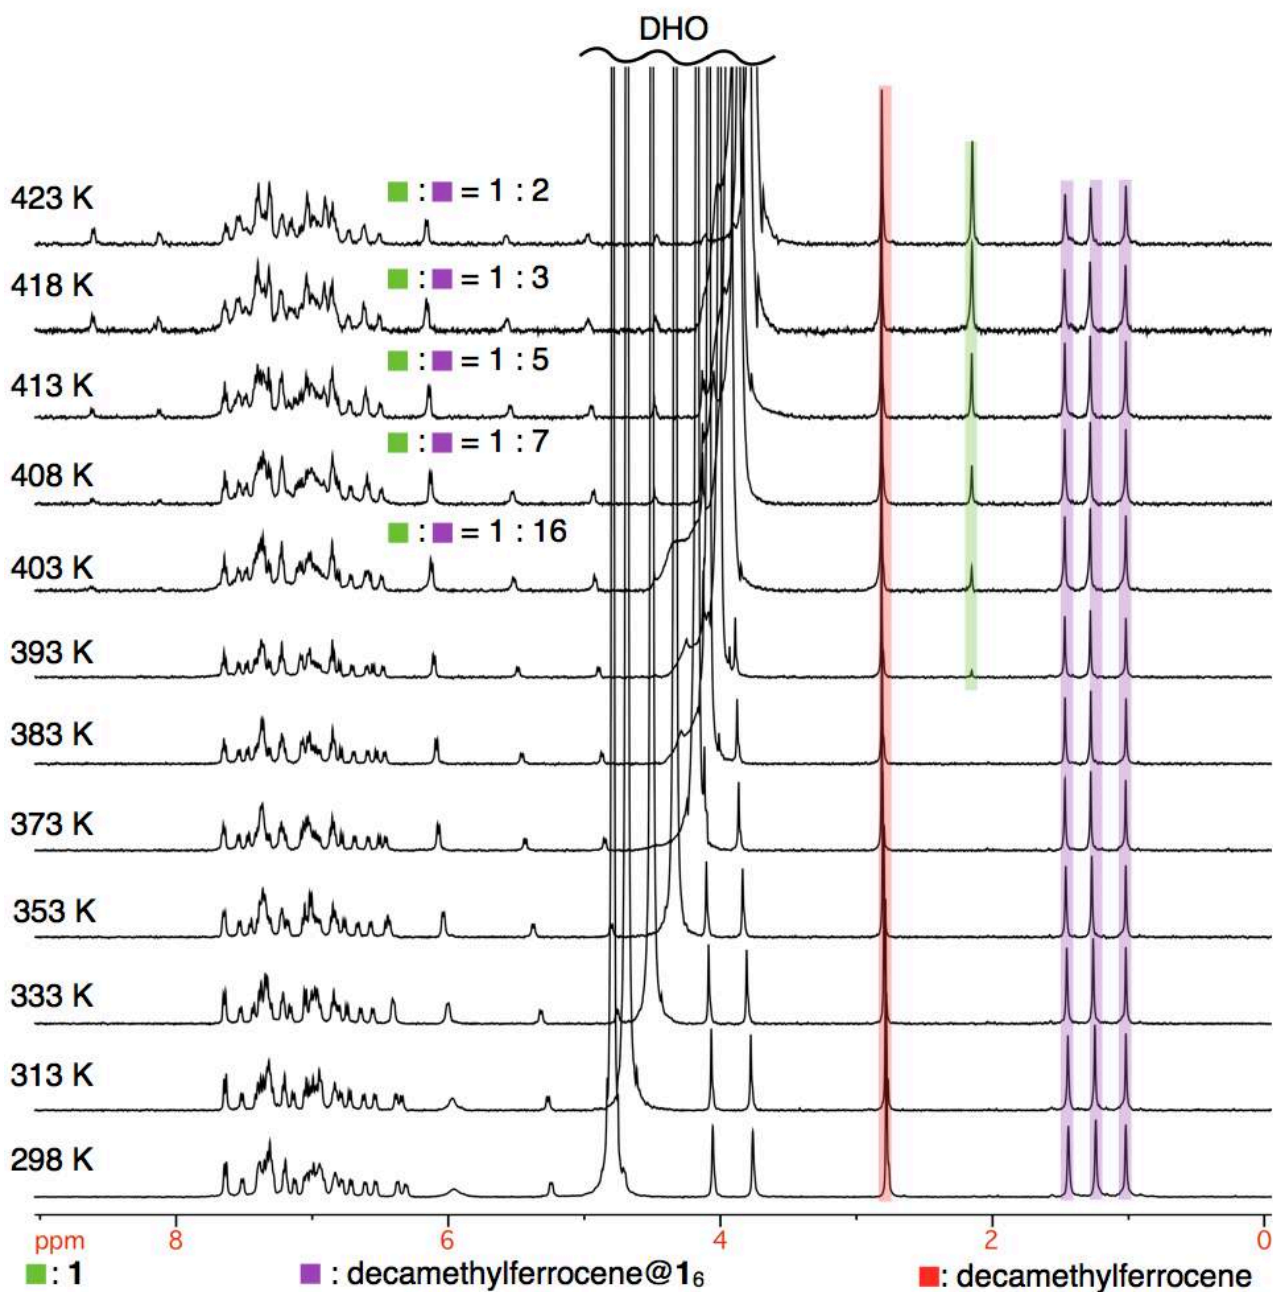 DHO
423 K ■ : ■ = 1 : 2
418 K ■ : ■ = 1 : 3
413 K ■ : ■ = 1 : 5
408 K ■ : ■ = 1 : 7
403 K ■ : ■ = 1 : 16
393 K
383 K
373 K
353 K
333 K
313 K
298 K
ppm 8 6 4 2 0
■: 1 ■ : decamethylferrocene@1₆ ■: decamethylferrocene